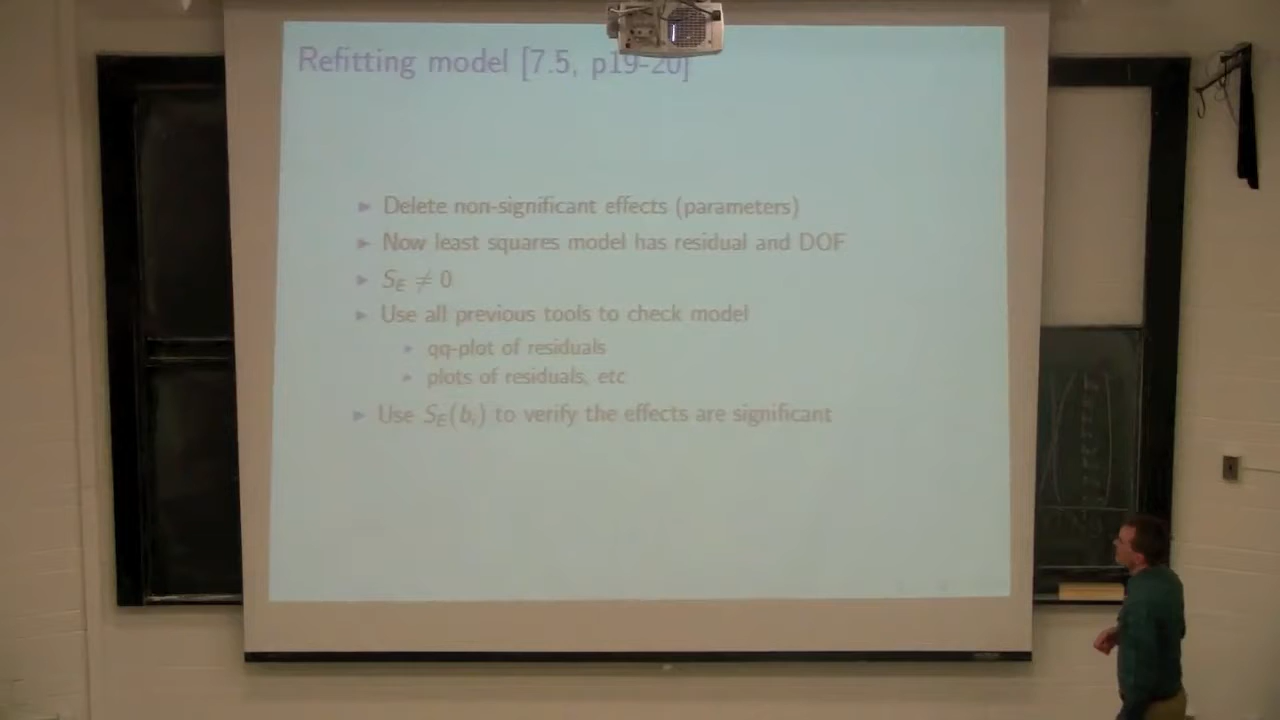 Refitting model [7.5, p19-20]
▶ Delete non-significant effects (parameters)
▶ Now least squares model has residual and DOF
▶ S_E ≠ 0
▶ Use all previous tools to check model
▶ qq-plot of residuals
▶ plots of residuals, etc
▶ Use S_E(b_i) to verify the effects are significant